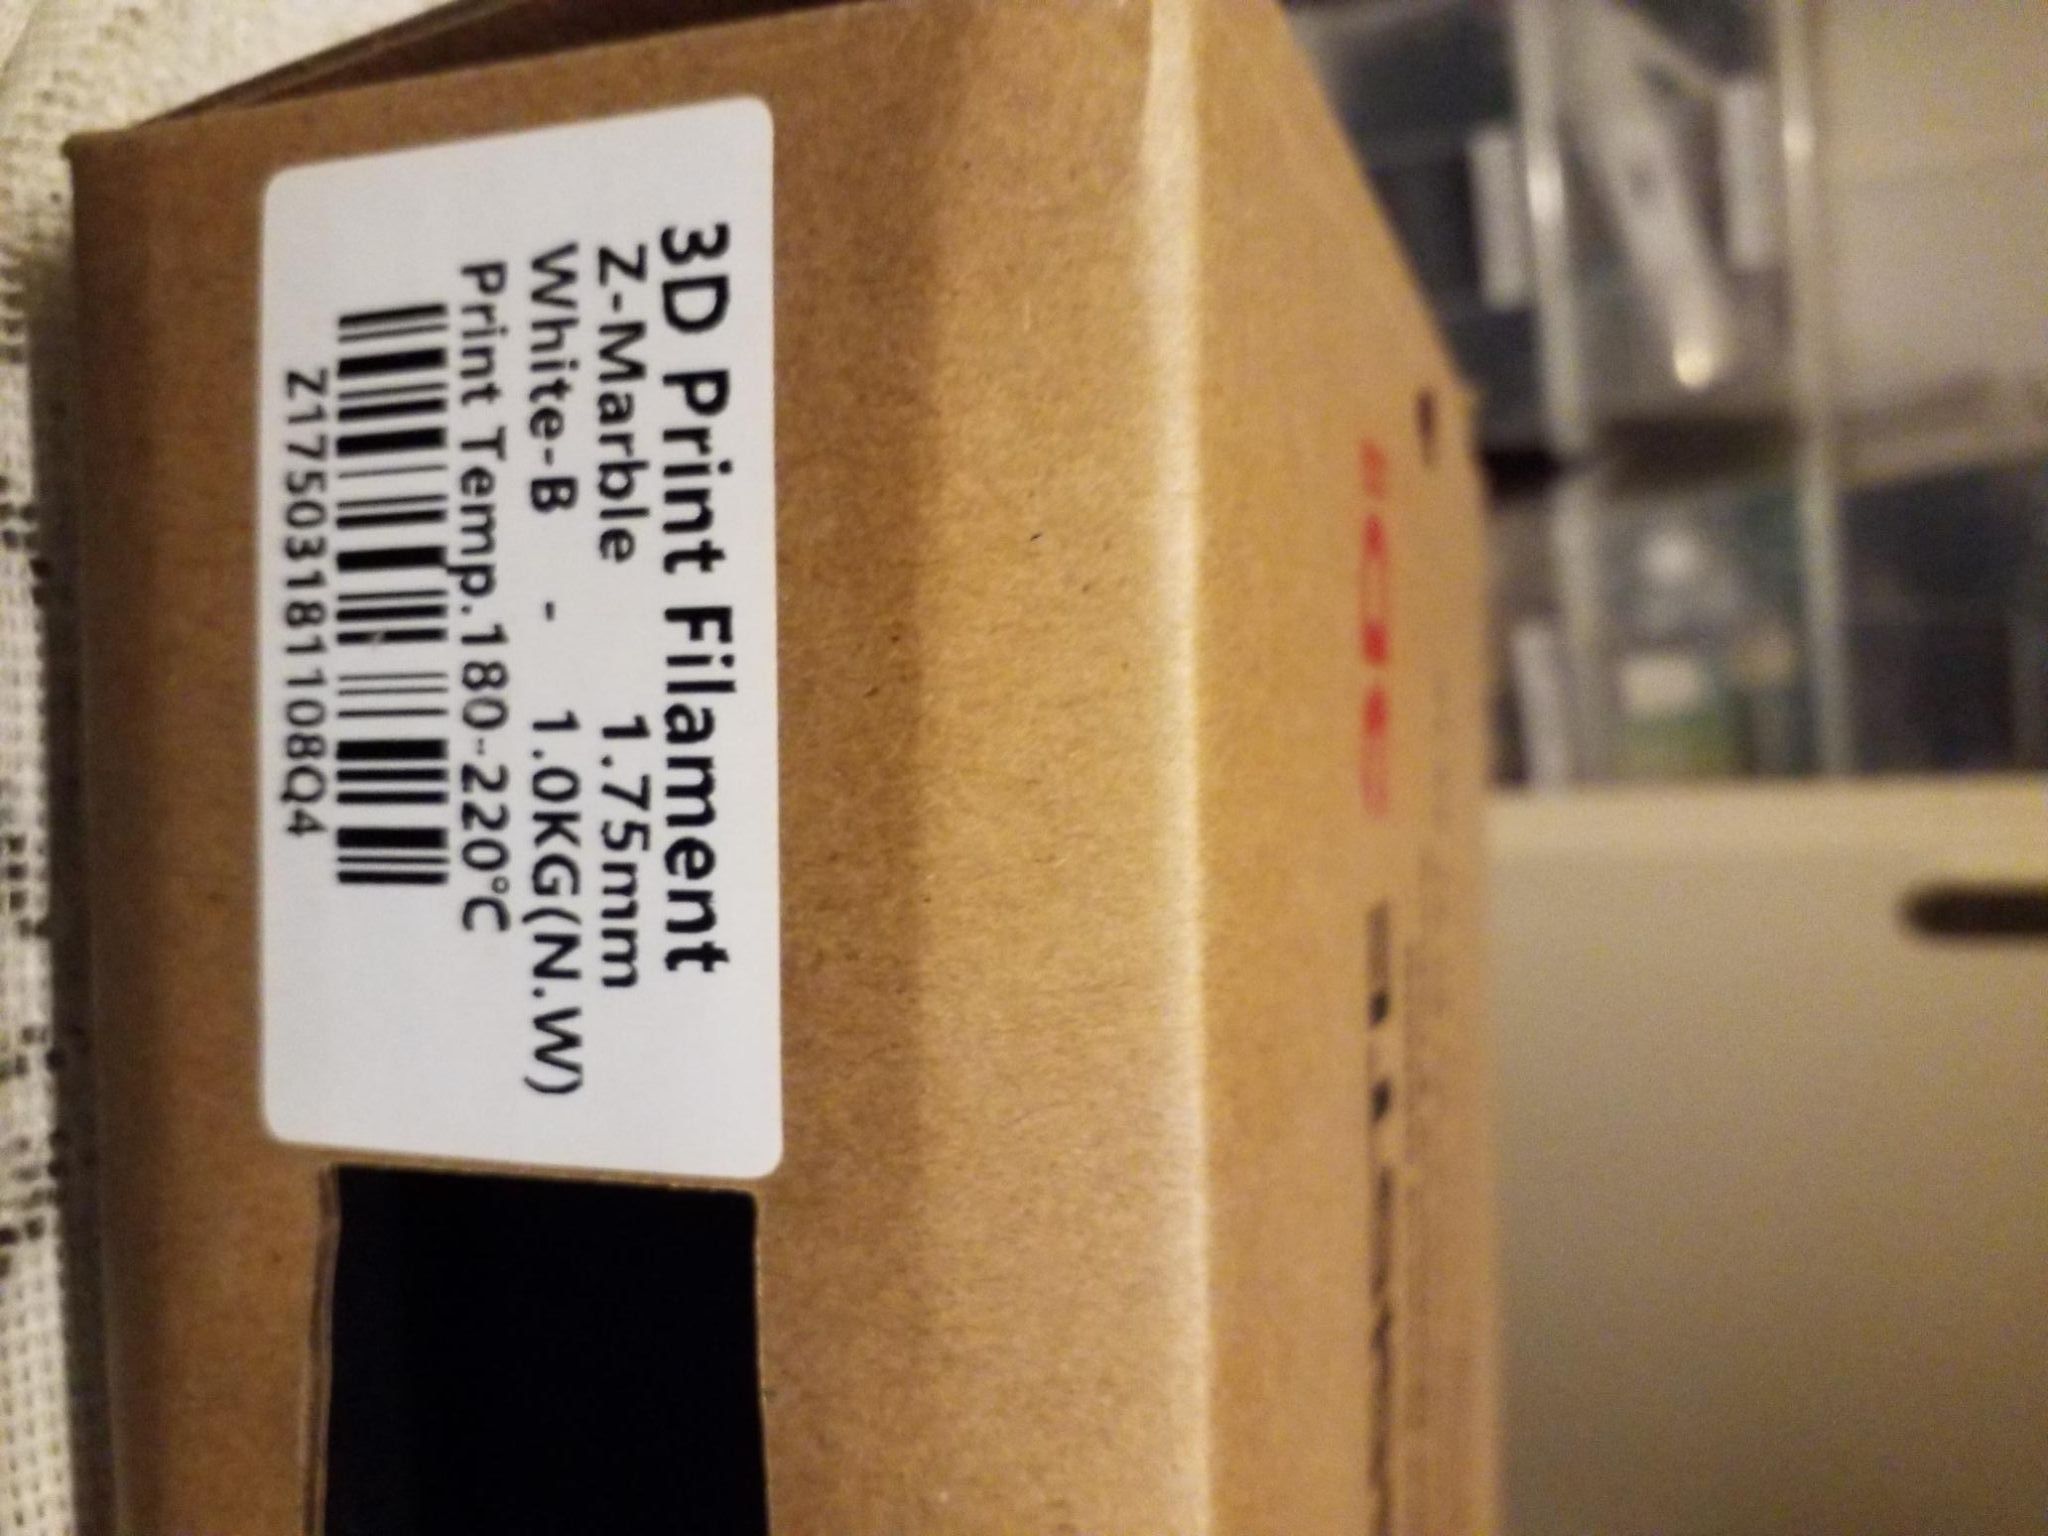 3D Print Filament
Z-Marble 1.75mm
White-B - 1.0KG(N.W)
Print Temp.180-220°C
Z17503181108Q4